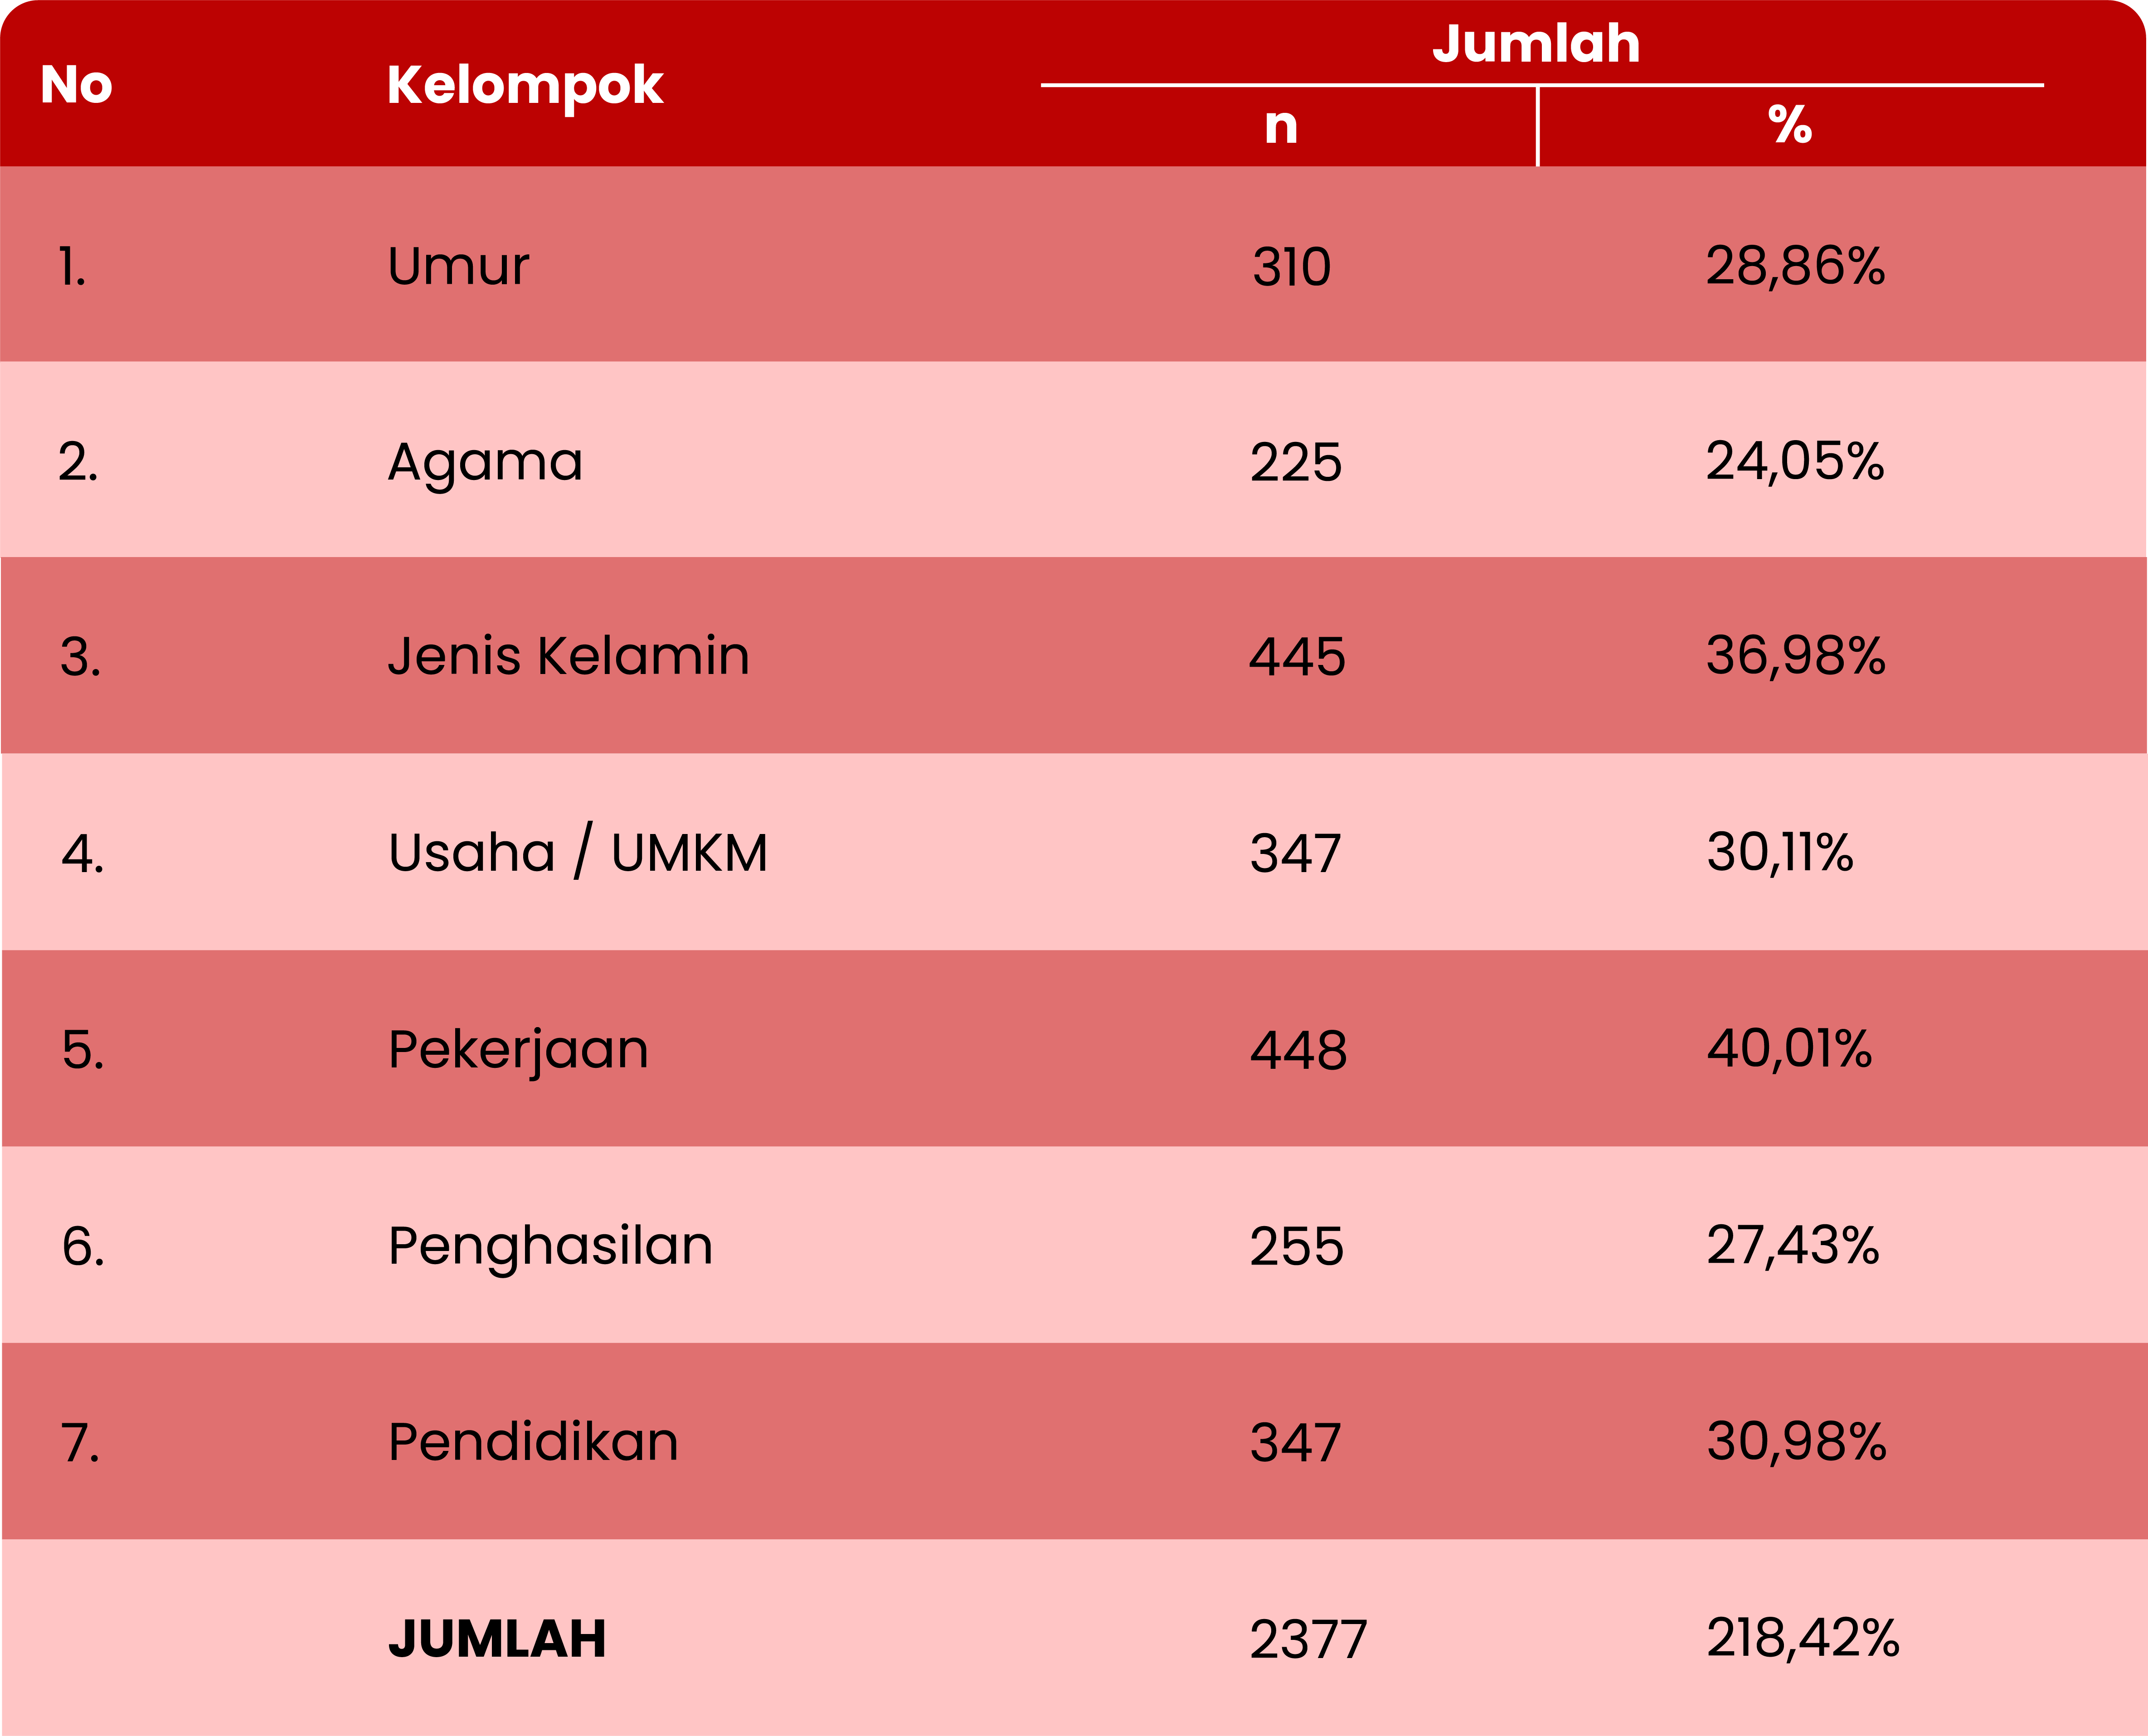 No Kelompok Jumlah
n %
1. Umur 310 28,86%
2. Agama 225 24,05%
3. Jenis Kelamin 445 36,98%
4. Usaha / UMKM 347 30,11%
5. Pekerjaan 448 40,01%
6. Penghasilan 255 27,43%
7. Pendidikan 347 30,98%
JUMLAH 2377 218,42%